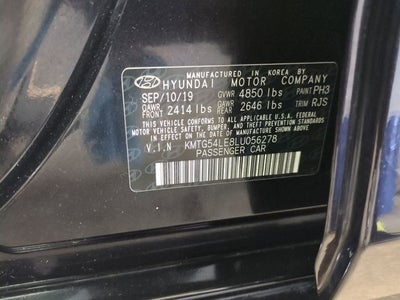 MANUFACTURED IN KOREA BY
HYUNDAI MOTOR COMPANY
SEP/10/19 GVWR 4850 lbs PAINT PH3
GAWR FRONT 2414 lbs GAWR REAR 2646 lbs TRIM RJS
THIS VEHICLE CONFORMS TO ALL APPLICABLE U.S.A. FEDERAL
MOTOR VEHICLE SAFETY, BUMPER, AND THEFT PREVENTION STANDARDS
IN EFFECT ON THE DATE OF MANUFACTURE SHOWN ABOVE.
V.I.N KMTG54LE8LU056278
PASSENGER CAR